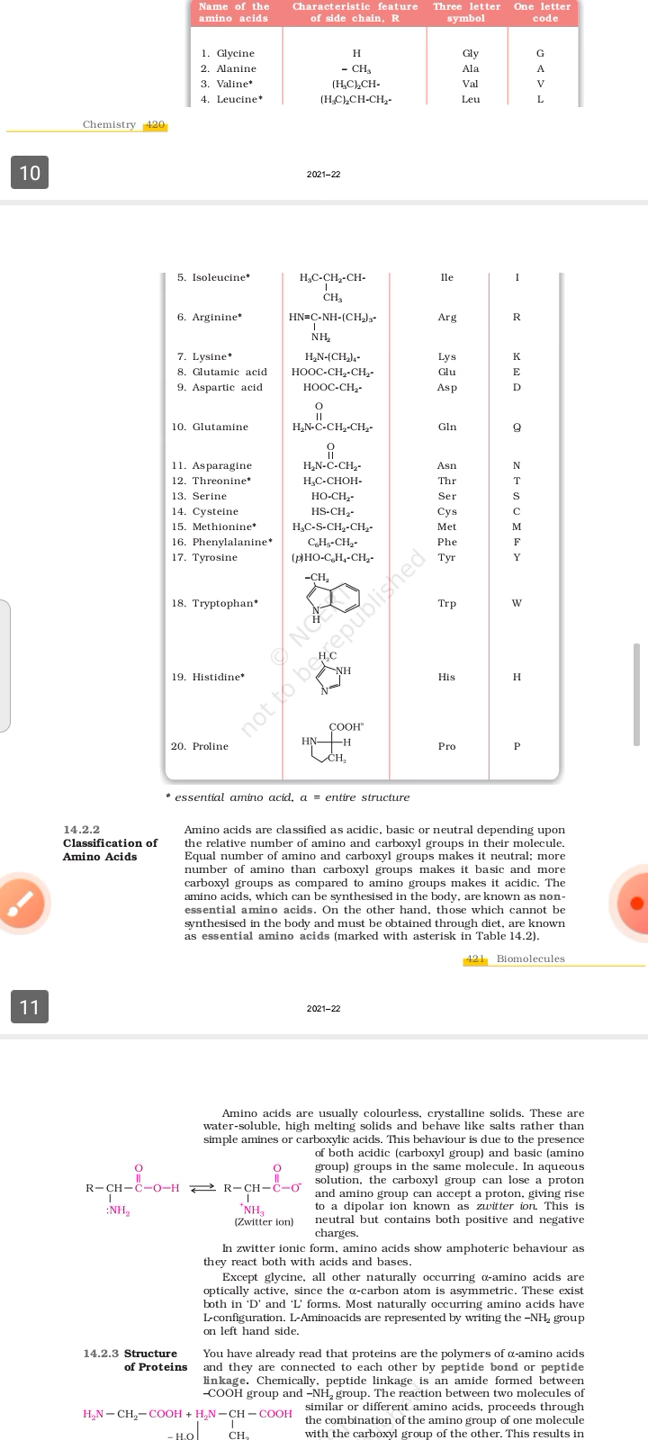 Name of the amino acids | Characteristic feature of side chain, R | Three letter symbol | One letter code
1. Glycine H Gly G
2. Alanine – CH₃ Ala A
3. Valine* (H₃C)₂CH- Val V
4. Leucine* (H₃C)₂CH-CH₂- Leu L
Chemistry 420
10
2021–22
5. Isoleucine* H₃C-CH₂-CH- Ile I
CH₃
6. Arginine* HN=C-NH-(CH₂)₃- Arg R
NH₂
7. Lysine* H₂N-(CH₂)₄- Lys K
8. Glutamic acid HOOC-CH₂-CH₂- Glu E
9. Aspartic acid HOOC-CH₂- Asp D
O
10. Glutamine H₂N-C-CH₂-CH₂- Gln Q
O
11. Asparagine H₂N-C-CH₂- Asn N
12. Threonine* H₃C-CHOH- Thr T
13. Serine HO-CH₂- Ser S
14. Cysteine HS-CH₂- Cys C
15. Methionine* H₃C-S-CH₂-CH₂- Met M
16. Phenylalanine* C₆H₅-CH₂- Phe F
17. Tyrosine (p)HO-C₆H₄-CH₂- Tyr Y
–CH₂
18. Tryptophan* Trp W
N
H
© NCERT
not to be republished
H₂C
NH
19. Histidine* His H
N
COOHᵃ
HN H
20. Proline Pro P
CH₂
* essential amino acid, a = entire structure
14.2.2
Classification of
Amino Acids
Amino acids are classified as acidic, basic or neutral depending upon
the relative number of amino and carboxyl groups in their molecule.
Equal number of amino and carboxyl groups makes it neutral; more
number of amino than carboxyl groups makes it basic and more
carboxyl groups as compared to amino groups makes it acidic. The
amino acids, which can be synthesised in the body, are known as non-
essential amino acids. On the other hand, those which cannot be
synthesised in the body and must be obtained through diet, are known
as essential amino acids (marked with asterisk in Table 14.2).
421 Biomolecules
11
2021–22
Amino acids are usually colourless, crystalline solids. These are
water-soluble, high melting solids and behave like salts rather than
simple amines or carboxylic acids. This behaviour is due to the presence
of both acidic (carboxyl group) and basic (amino
group) groups in the same molecule. In aqueous
solution, the carboxyl group can lose a proton
and amino group can accept a proton, giving rise
to a dipolar ion known as zwitter ion. This is
neutral but contains both positive and negative
charges.
O O
R–CH–C–O–H ⇌ R–CH–C–O⁻
:NH₂ ⁺NH₃
(Zwitter ion)
In zwitter ionic form, amino acids show amphoteric behaviour as
they react both with acids and bases.
Except glycine, all other naturally occurring α-amino acids are
optically active, since the α-carbon atom is asymmetric. These exist
both in ‘D’ and ‘L’ forms. Most naturally occurring amino acids have
L-configuration. L-Aminoacids are represented by writing the –NH₂ group
on left hand side.
14.2.3 Structure
of Proteins
You have already read that proteins are the polymers of α-amino acids
and they are connected to each other by peptide bond or peptide
linkage. Chemically, peptide linkage is an amide formed between
–COOH group and –NH₂ group. The reaction between two molecules of
similar or different amino acids, proceeds through
the combination of the amino group of one molecule
with the carboxyl group of the other. This results in
H₂N – CH₂– COOH + H₂N – CH – COOH
– H₂O CH₃